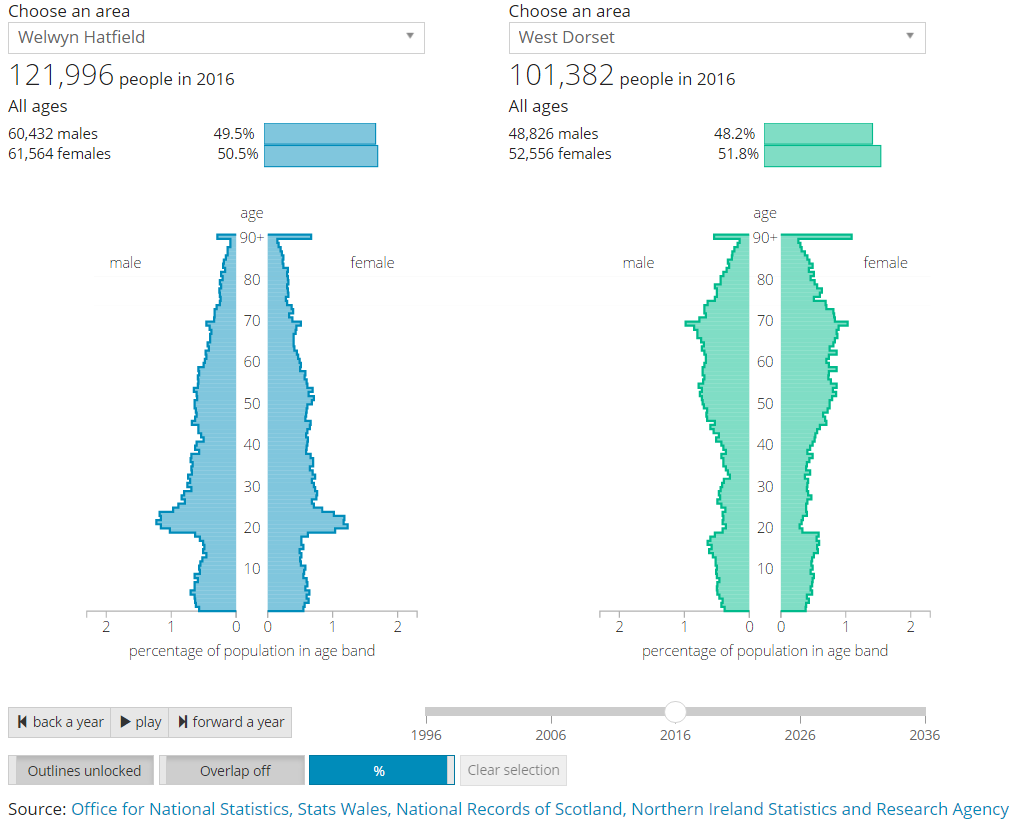 Choose an area
Welwyn Hatfield
121,996 people in 2016
All ages
60,432 males 49.5%
61,564 females 50.5%
age
90+
male
female
80
70
60
50
40
30
20
10
2 1 0 0 1 2
percentage of population in age band
Choose an area
West Dorset
101,382 people in 2016
All ages
48,826 males 48.2%
52,556 females 51.8%
age
90+
male
female
80
70
60
50
40
30
20
10
2 1 0 0 1 2
percentage of population in age band
back a year play forward a year
1996 2006 2016 2026 2036
Outlines unlocked Overlap off % Clear selection
Source: Office for National Statistics, Stats Wales, National Records of Scotland, Northern Ireland Statistics and Research Agency